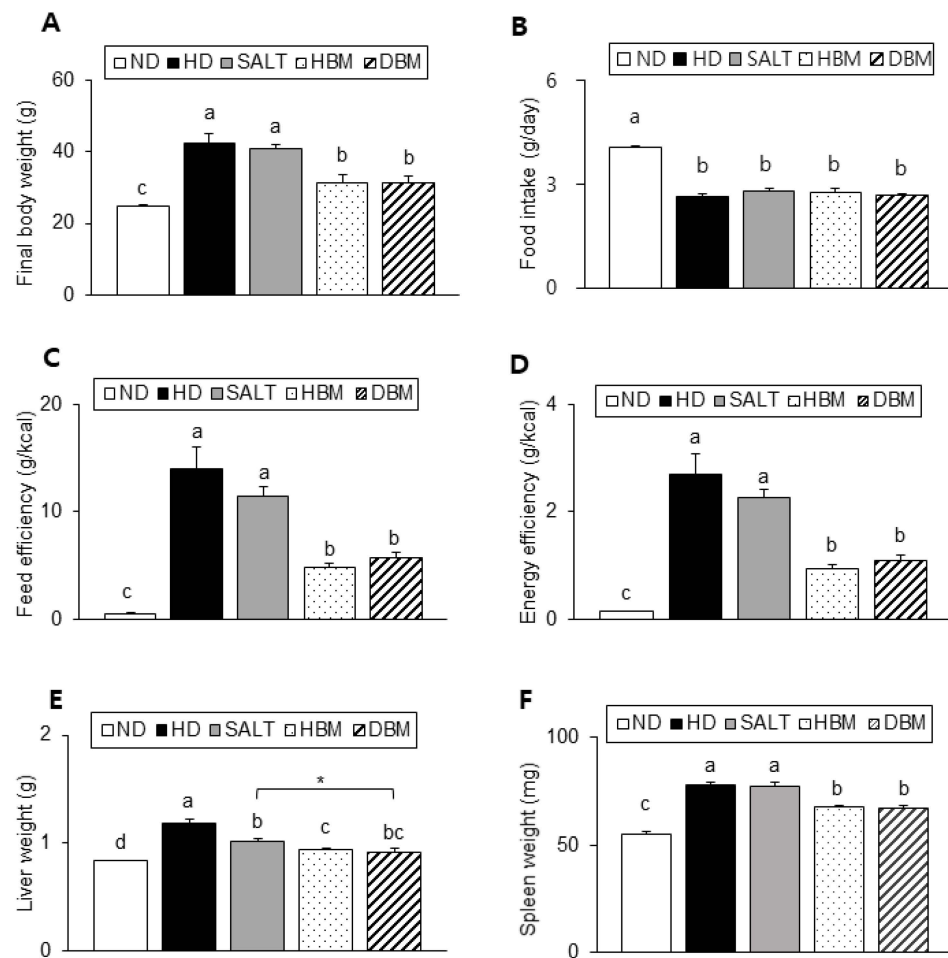 A
ND HD SALT HBM DBM
Final body weight (g)
60
40
20
0
c
a
a
b
b
B
ND HD SALT HBM DBM
Food intake (g/day)
6
3
0
a
b
b
b
b
C
ND HD SALT HBM DBM
Feed efficiency (g/kcal)
20
10
0
c
a
a
b
b
D
ND HD SALT HBM DBM
Energy efficiency (g/kcal)
4
2
0
c
a
a
b
b
E
ND HD SALT HBM DBM
Liver weight (g)
2
1
0
d
a
b
c
bc
*
F
ND HD SALT HBM DBM
Spleen weight (mg)
100
50
0
c
a
a
b
b